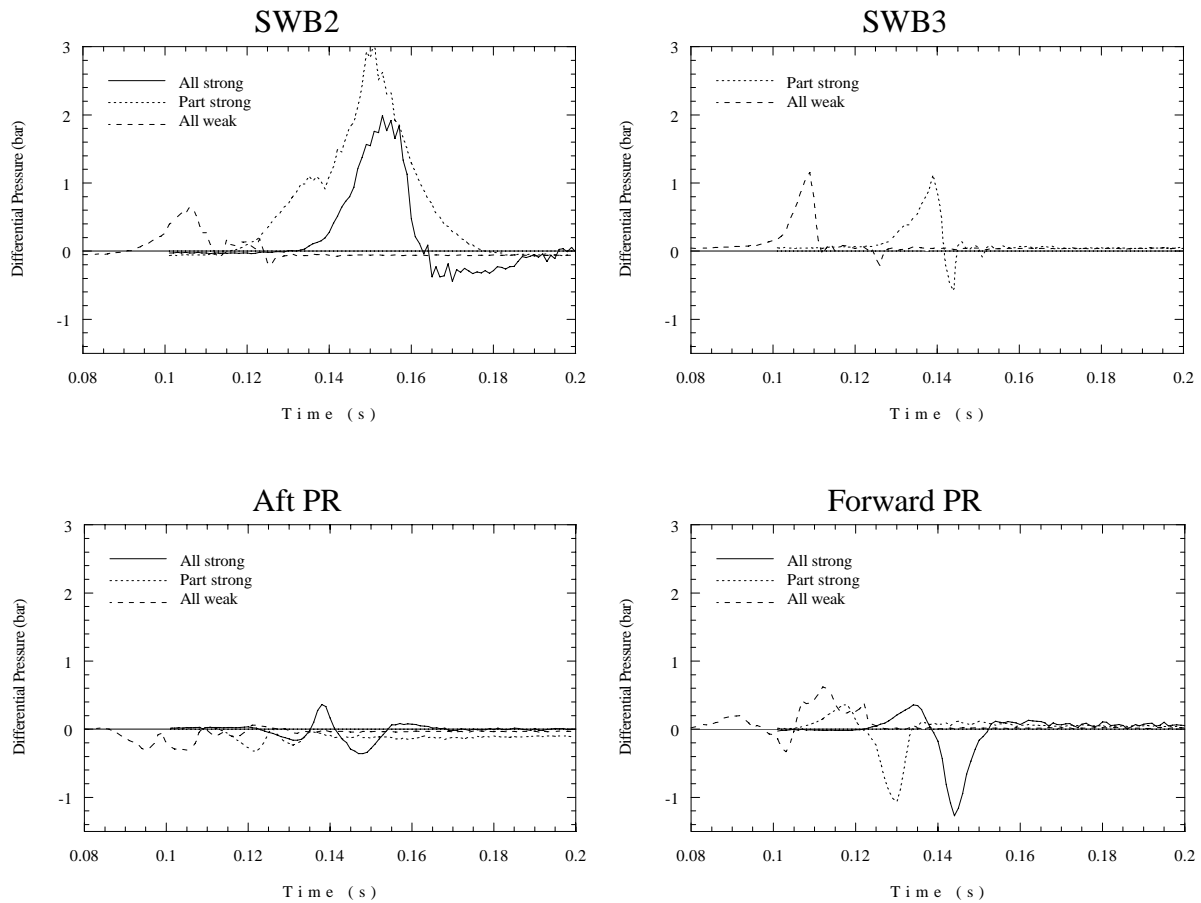 SWB2
3
2
1
0
-1
Differential Pressure (bar)
All strong
Part strong
All weak
0.08 0.1 0.12 0.14 0.16 0.18 0.2
Time (s)
SWB3
3
2
1
0
-1
Differential Pressure (bar)
Part strong
All weak
0.08 0.1 0.12 0.14 0.16 0.18 0.2
Time (s)
Aft PR
3
2
1
0
-1
Differential Pressure (bar)
All strong
Part strong
All weak
0.08 0.1 0.12 0.14 0.16 0.18 0.2
Time (s)
Forward PR
3
2
1
0
-1
Differential Pressure (bar)
All strong
Part strong
All weak
0.08 0.1 0.12 0.14 0.16 0.18 0.2
Time (s)